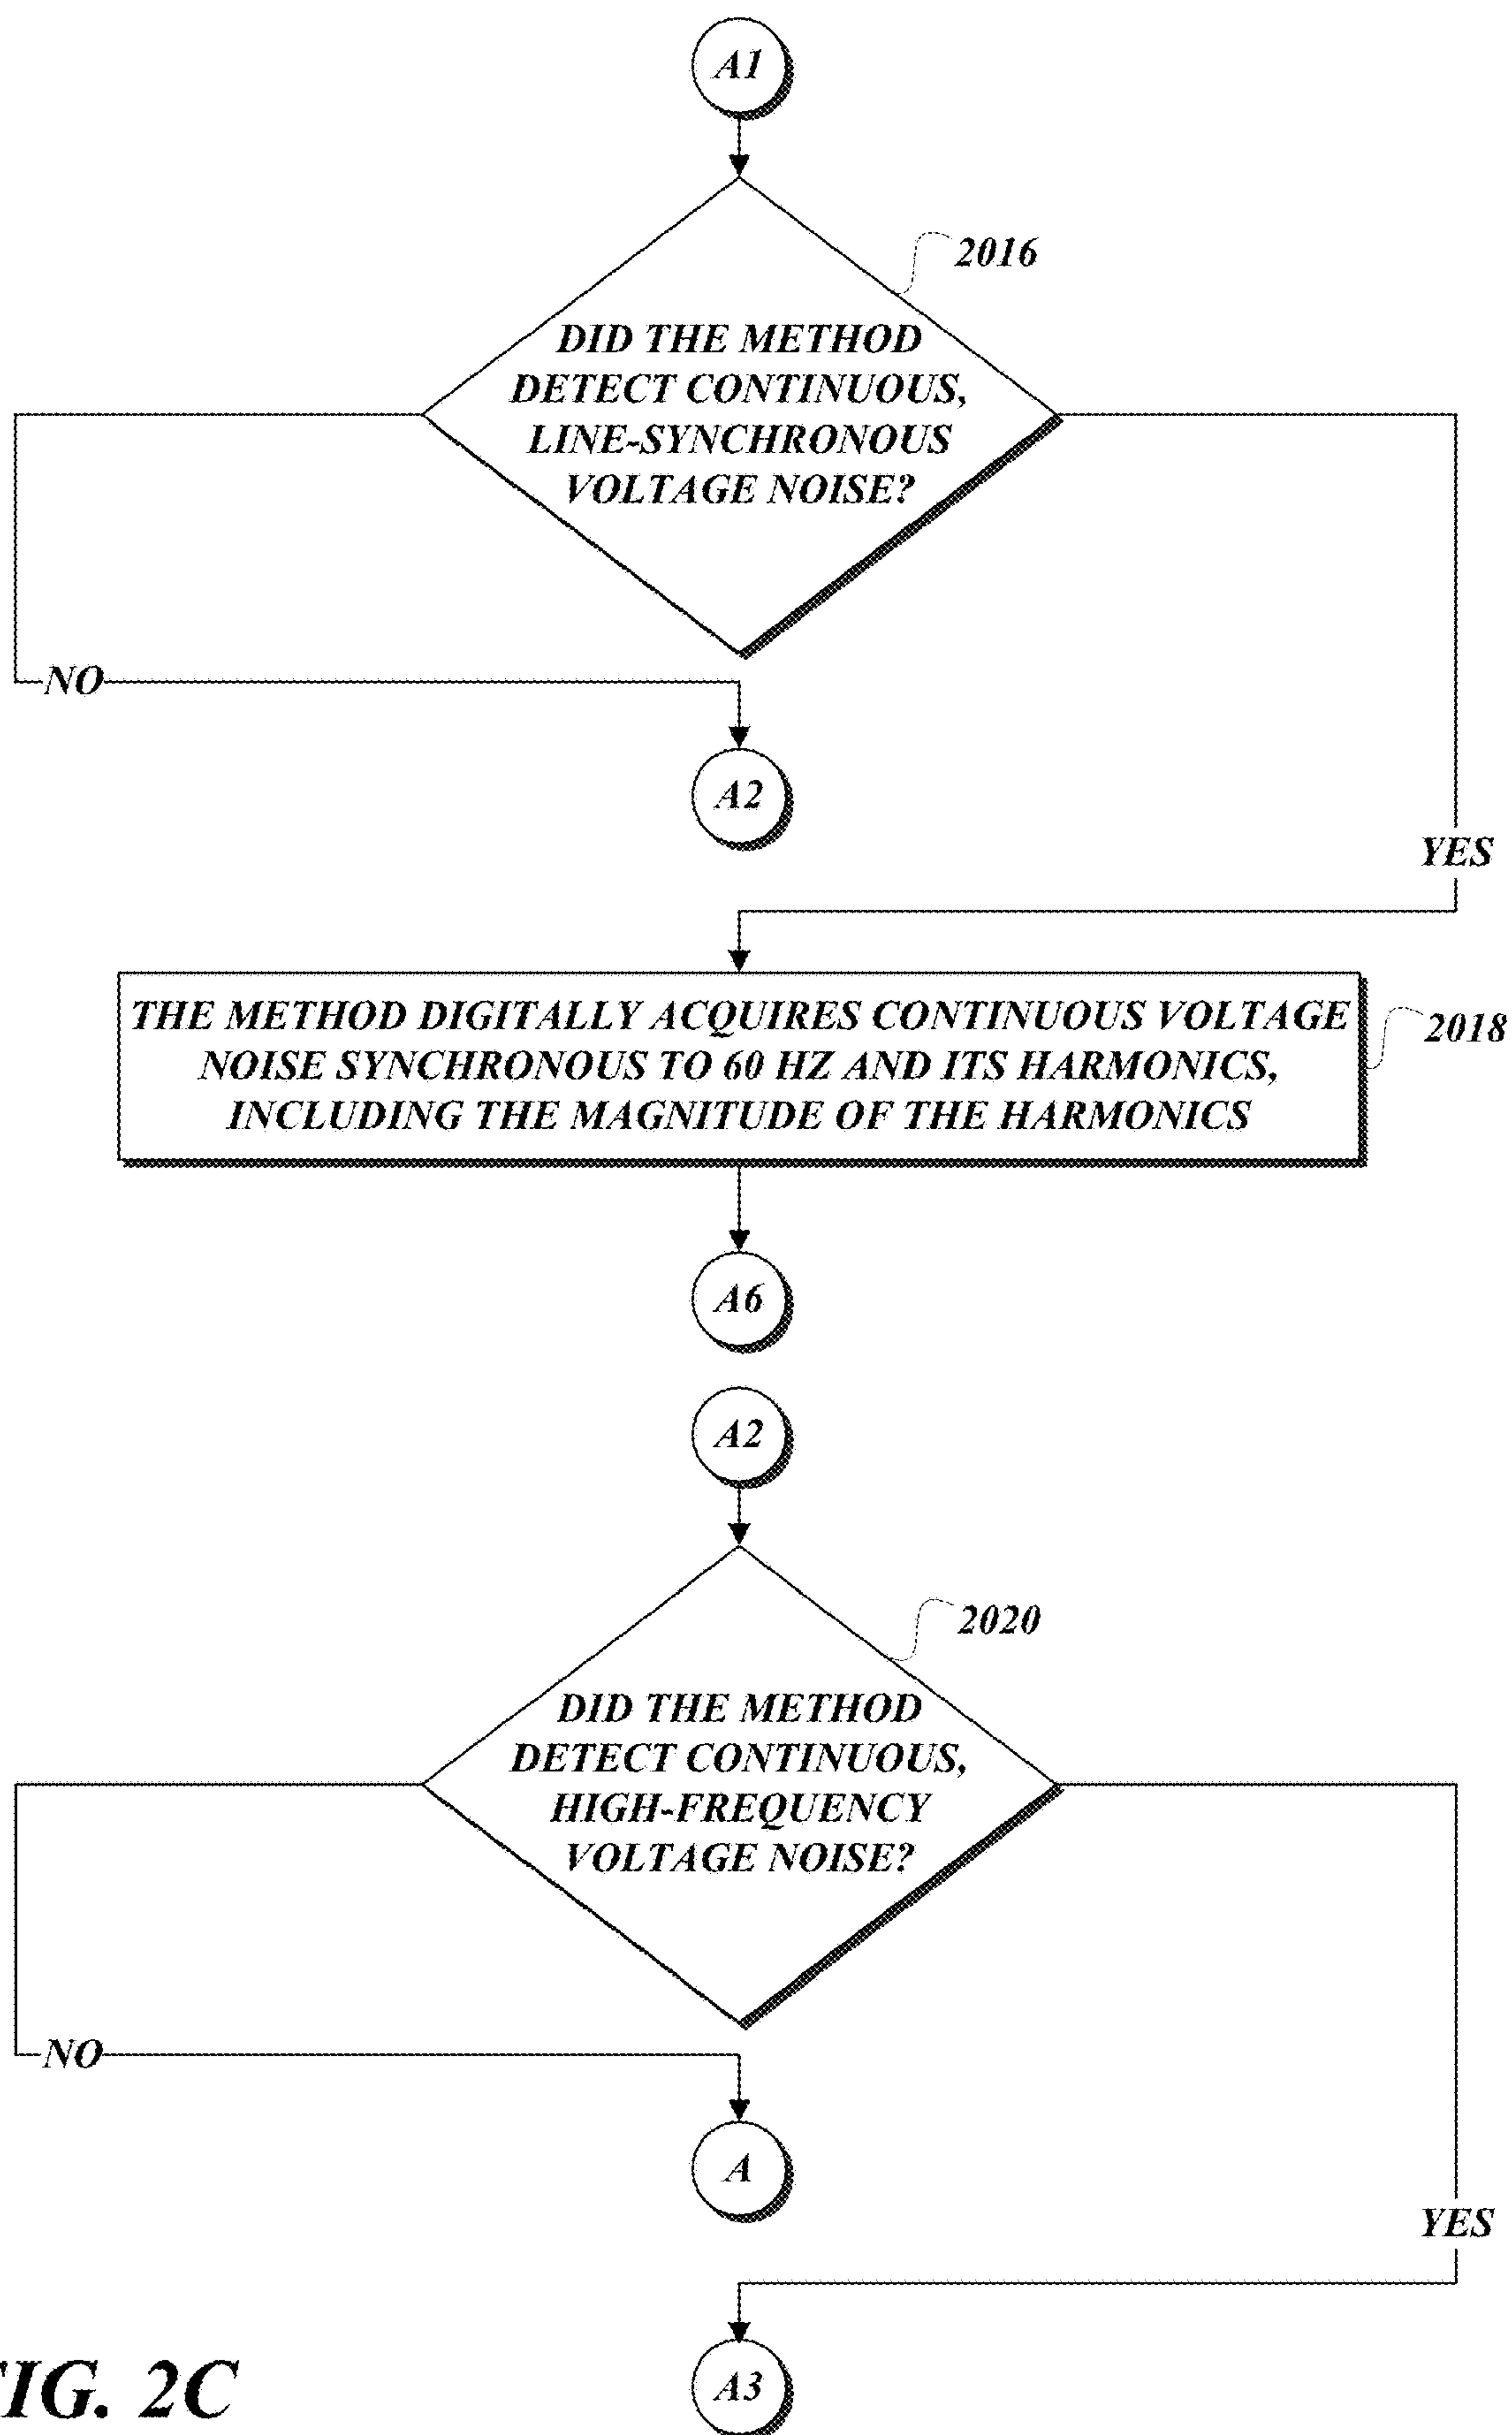 A1
2016
DID THE METHOD
DETECT CONTINUOUS,
LINE-SYNCHRONOUS
VOLTAGE NOISE?
NO
A2
YES
THE METHOD DIGITALLY ACQUIRES CONTINUOUS VOLTAGE
NOISE SYNCHRONOUS TO 60 HZ AND ITS HARMONICS,
INCLUDING THE MAGNITUDE OF THE HARMONICS
2018
A6
A2
2020
DID THE METHOD
DETECT CONTINUOUS,
HIGH-FREQUENCY
VOLTAGE NOISE?
NO
A
YES
A3
FIG. 2C